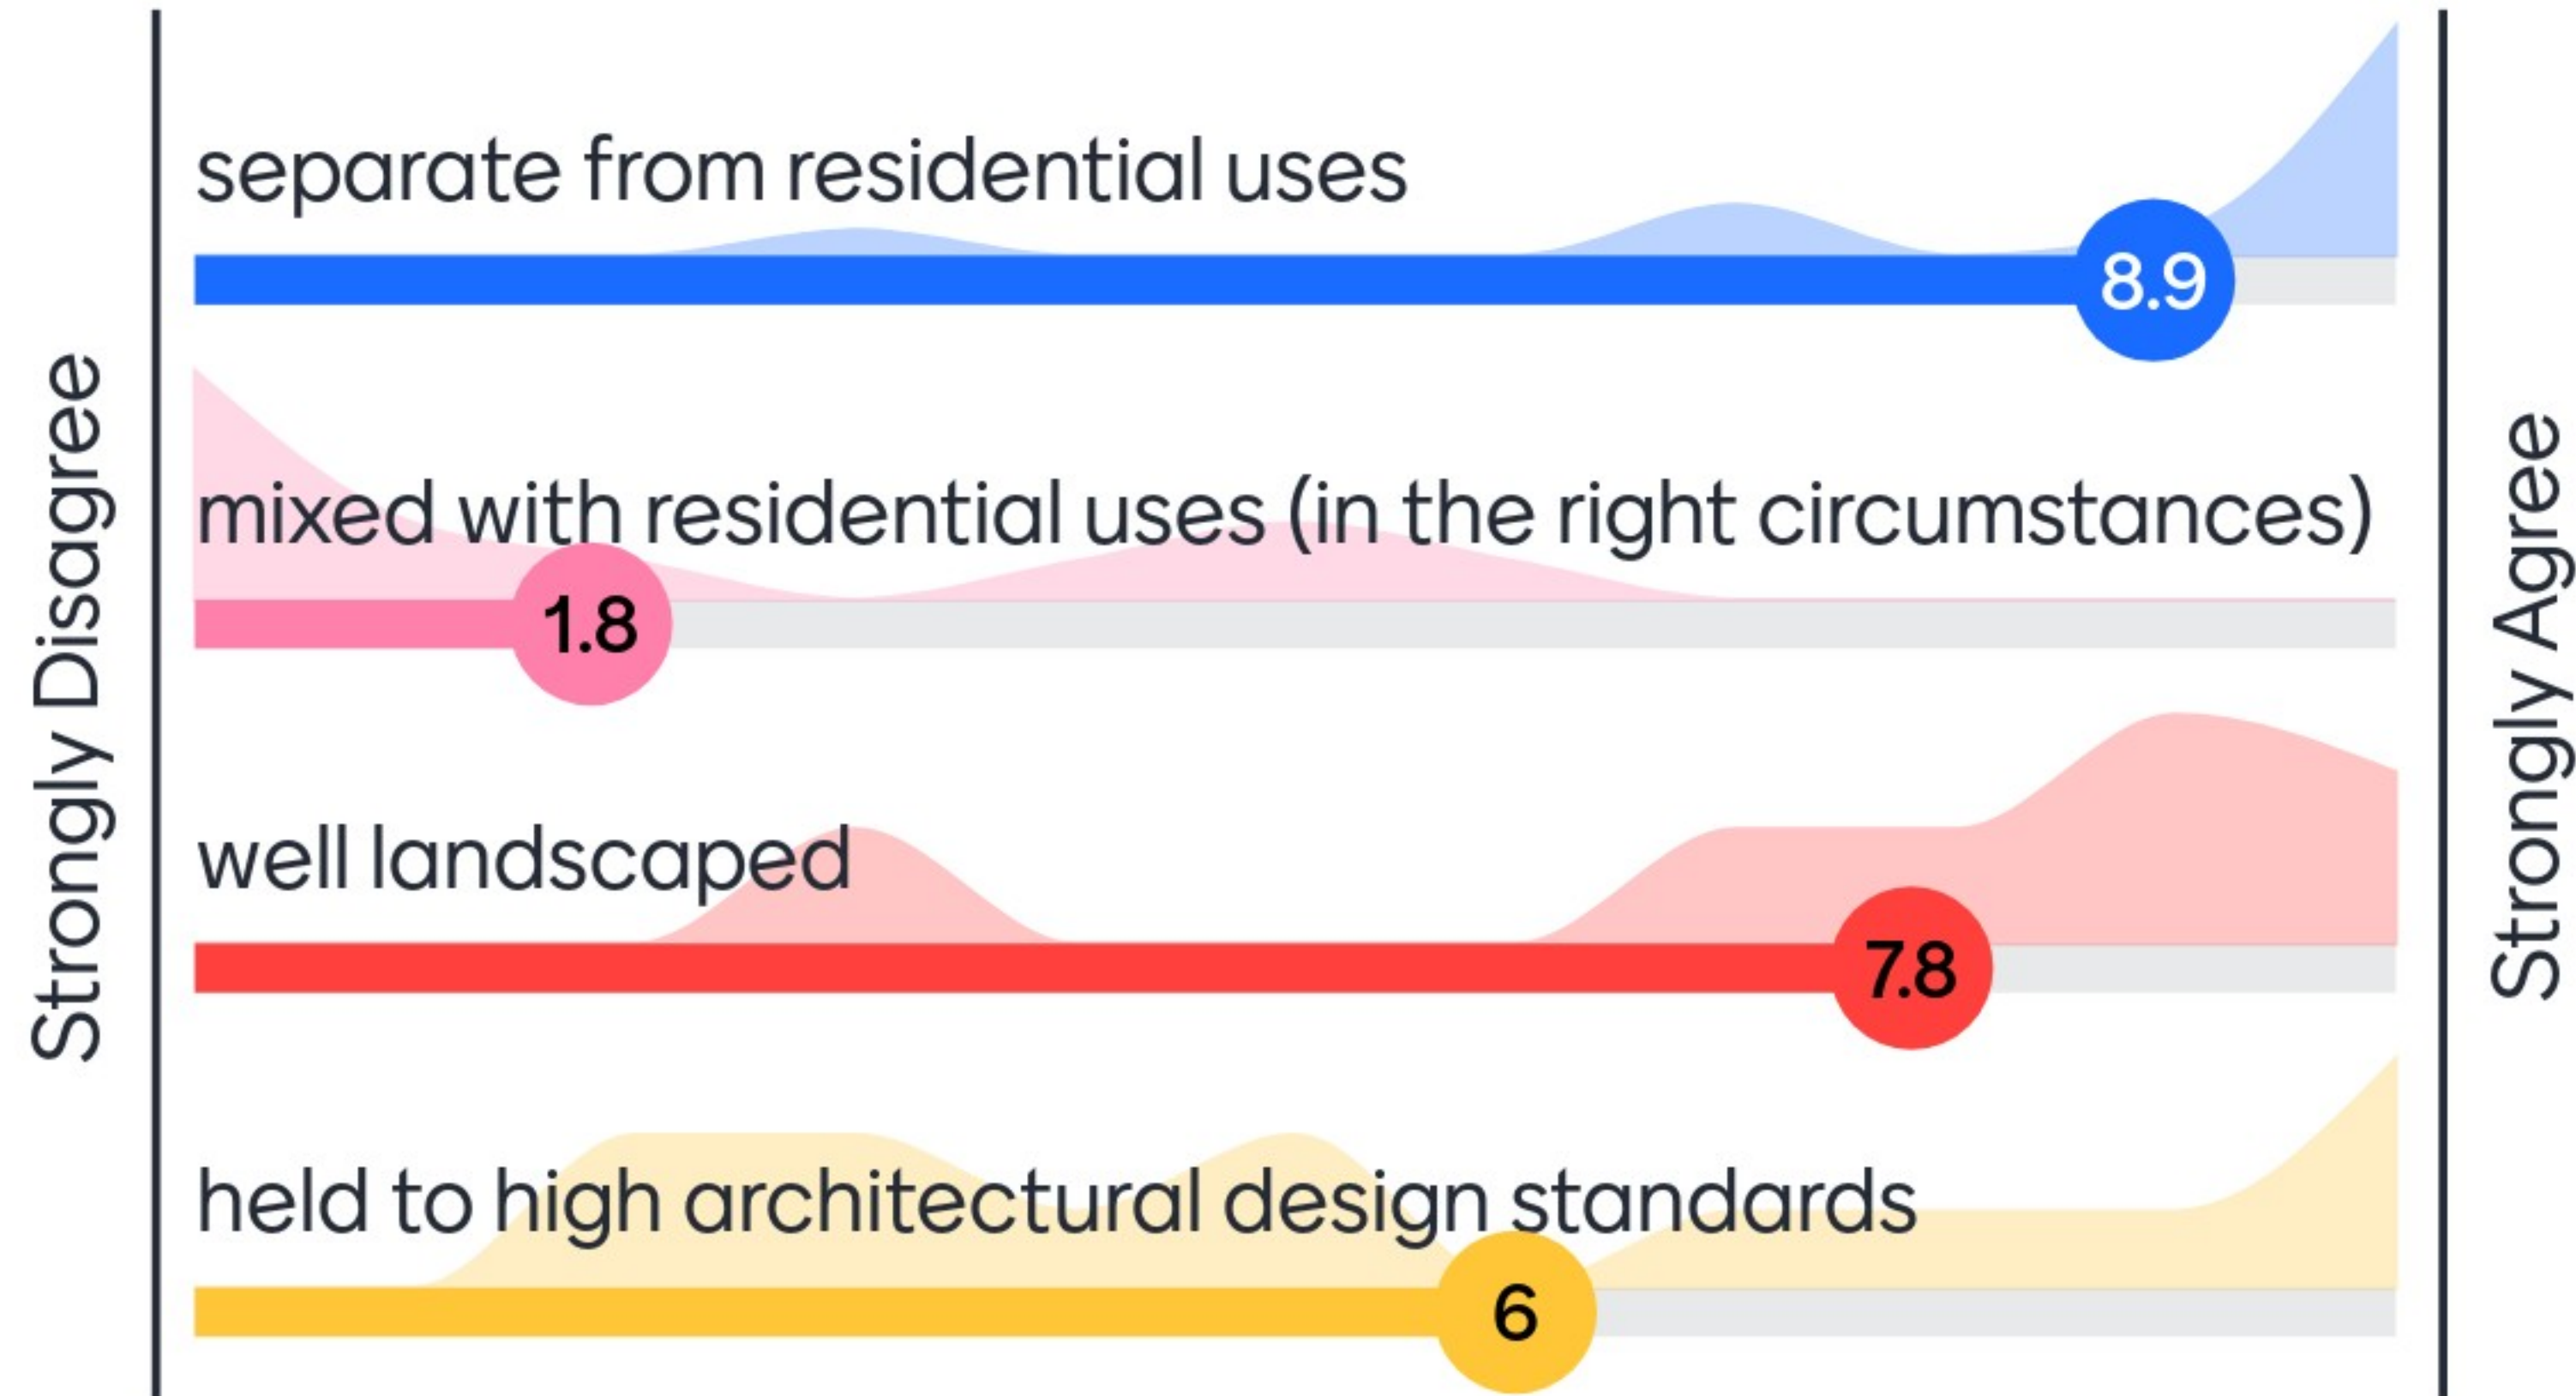 Strongly Disagree
separate from residential uses
8.9
mixed with residential uses (in the right circumstances)
1.8
well landscaped
7.8
held to high architectural design standards
6
Strongly Agree